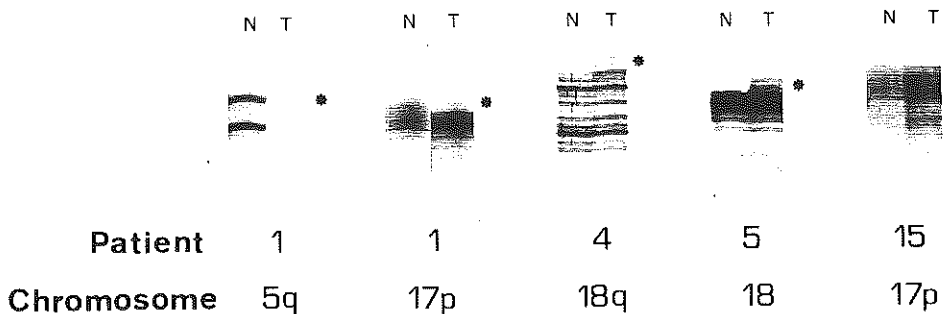 N T N T N T N T N T
* * * *
Patient 1 1 4 5 15
Chromosome 5q 17p 18q 18 17p